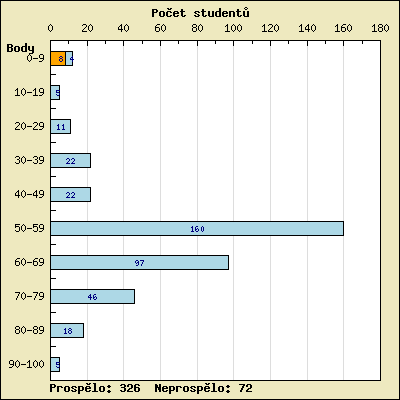 Počet studentů
0 20 40 60 80 100 120 140 160 180
Body
0-9 8 4
10-19 5
20-29 11
30-39 22
40-49 22
50-59 160
60-69 97
70-79 46
80-89 18
90-100 5
Prospělo: 326 Neprospělo: 72